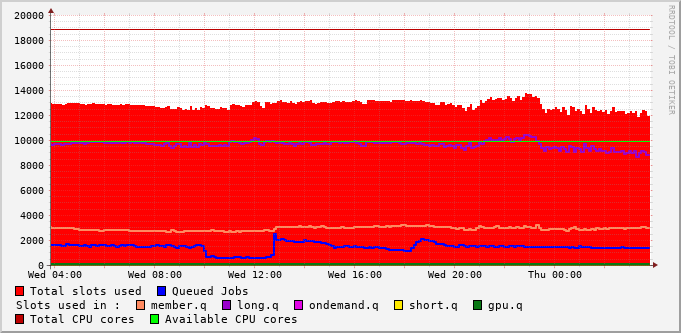 20000
18000
16000
14000
12000
10000
8000
6000
4000
2000
0
Wed 04:00 Wed 08:00 Wed 12:00 Wed 16:00 Wed 20:00 Thu 00:00
Total slots used Queued Jobs
Slots used in : member.q long.q ondemand.q short.q gpu.q
Total CPU cores Available CPU cores
RRDTOOL / TOBI OETIKER